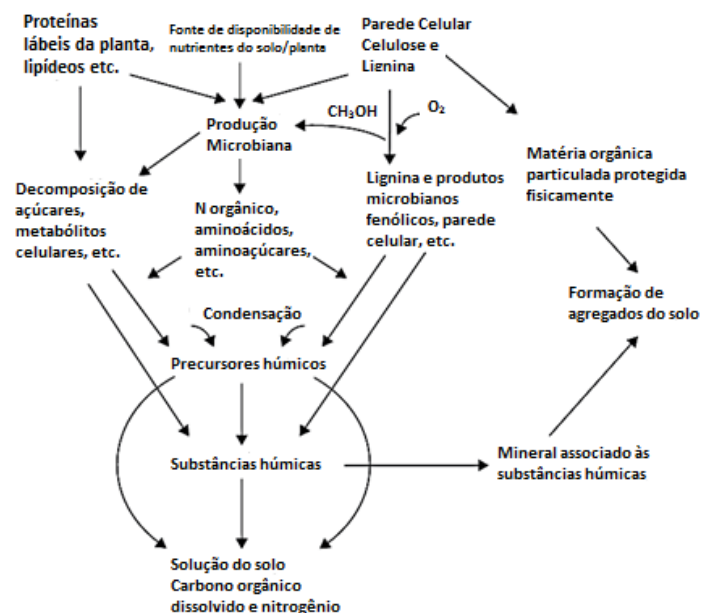 Proteínas
lábeis da planta,
lipídeos etc.
Fonte de disponibilidade de
nutrientes do solo/planta
Parede Celular
Celulose e
Lignina
CH₃OH
O₂
Produção
Microbiana
Matéria orgânica
particulada protegida
fisicamente
Decomposição de
açúcares,
metabólitos
celulares, etc.
N orgânico,
aminoácidos,
aminoaçúcares,
etc.
Lignina e produtos
microbianos
fenólicos, parede
celular, etc.
Condensação
Formação de
agregados do solo
Precursores húmicos
Substâncias húmicas
Mineral associado às
substâncias húmicas
Solução do solo
Carbono orgânico
dissolvido e nitrogênio